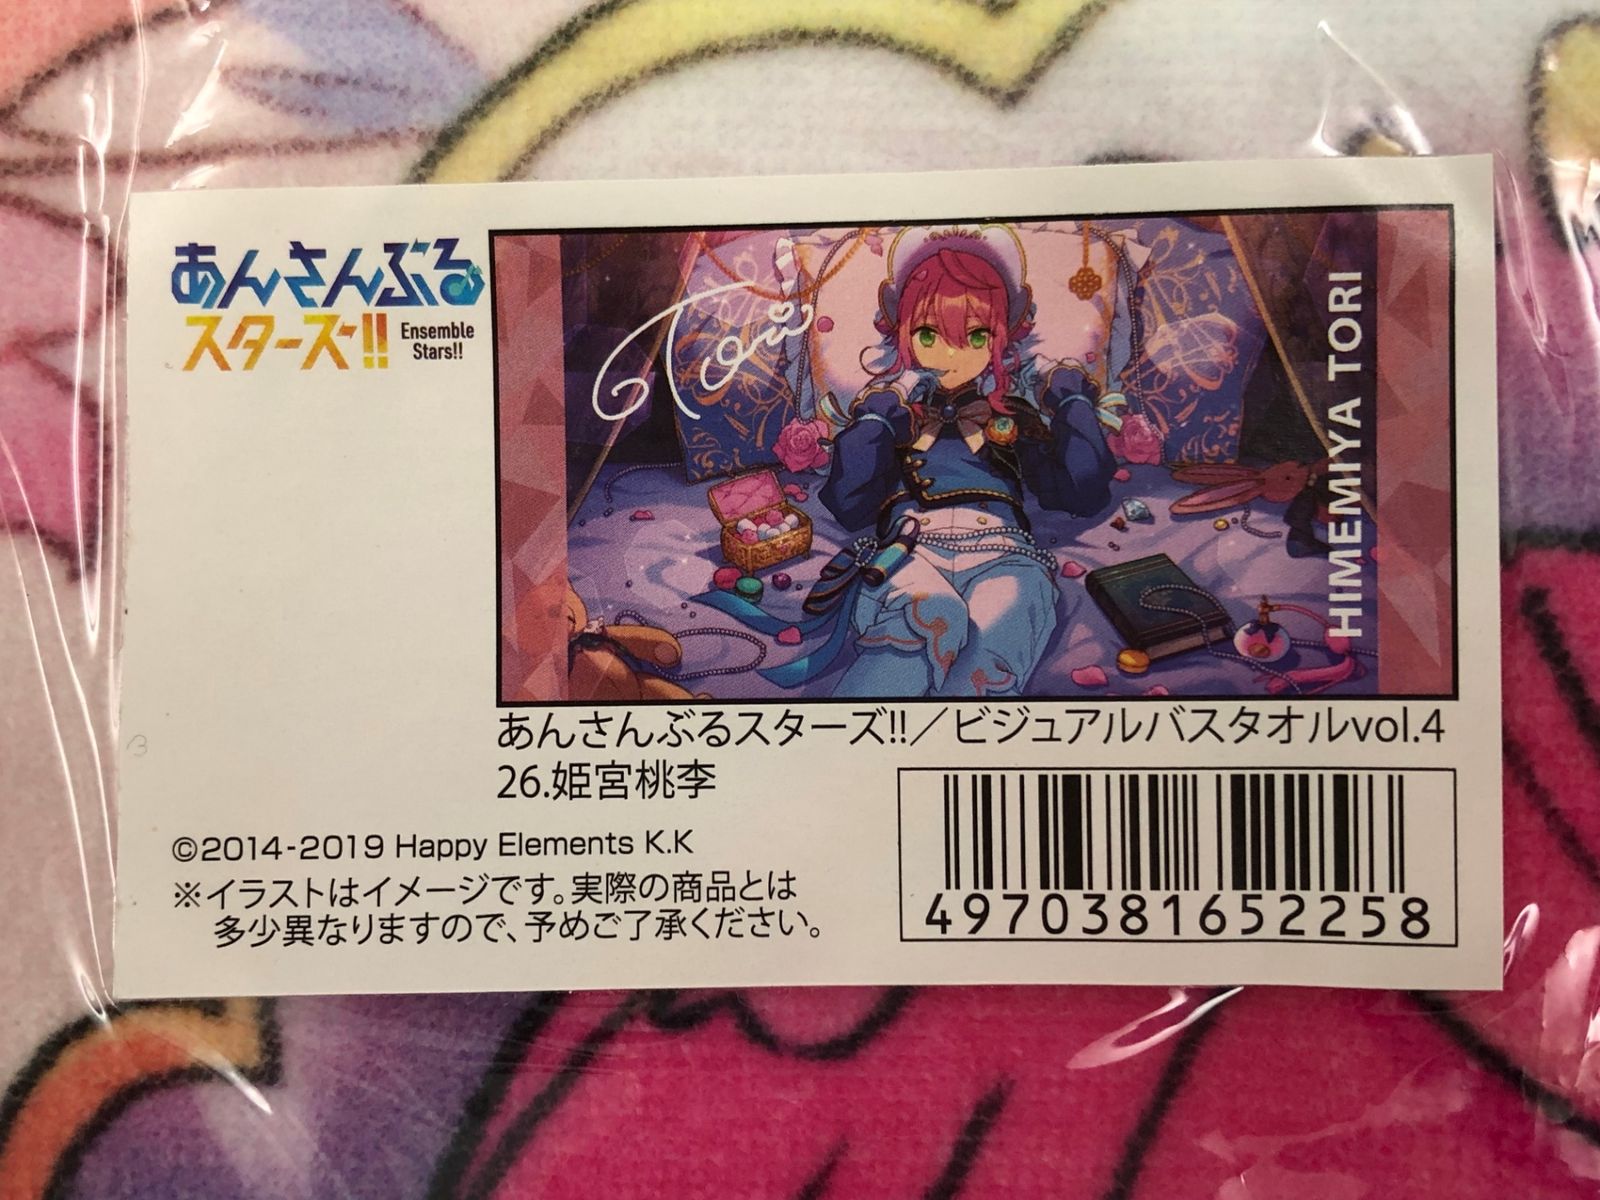 あんさんぶる
スターズ!!
Ensemble
Stars!!
Tori
HIMEMIYA TORI
あんさんぶるスターズ!!／ビジュアルバスタオルvol.4
26.姫宮桃李
©2014-2019 Happy Elements K.K
※イラストはイメージです。実際の商品とは
多少異なりますので、予めご了承ください。
4970381652258